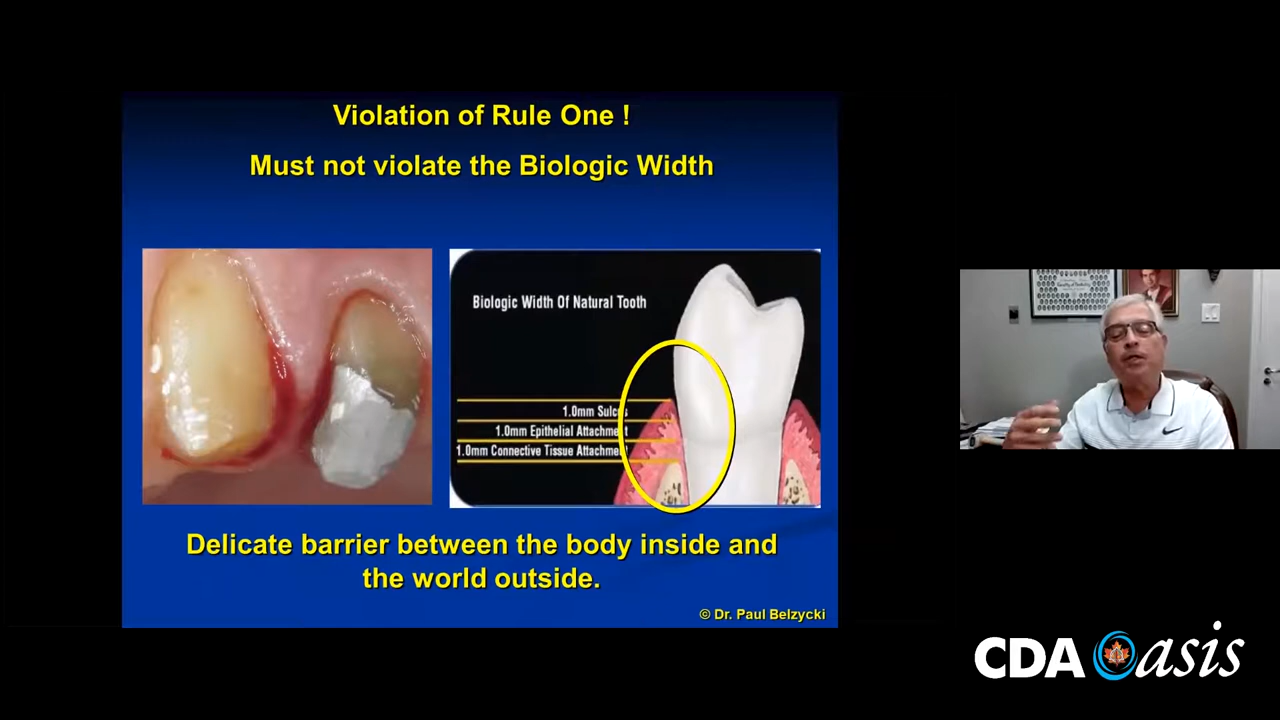 Violation of Rule One !
Must not violate the Biologic Width
Biologic Width Of Natural Tooth
1.0mm Sulcus
1.0mm Epithelial Attachment
1.0mm Connective Tissue Attachment
Delicate barrier between the body inside and
the world outside.
© Dr. Paul Belzycki
CDA Oasis